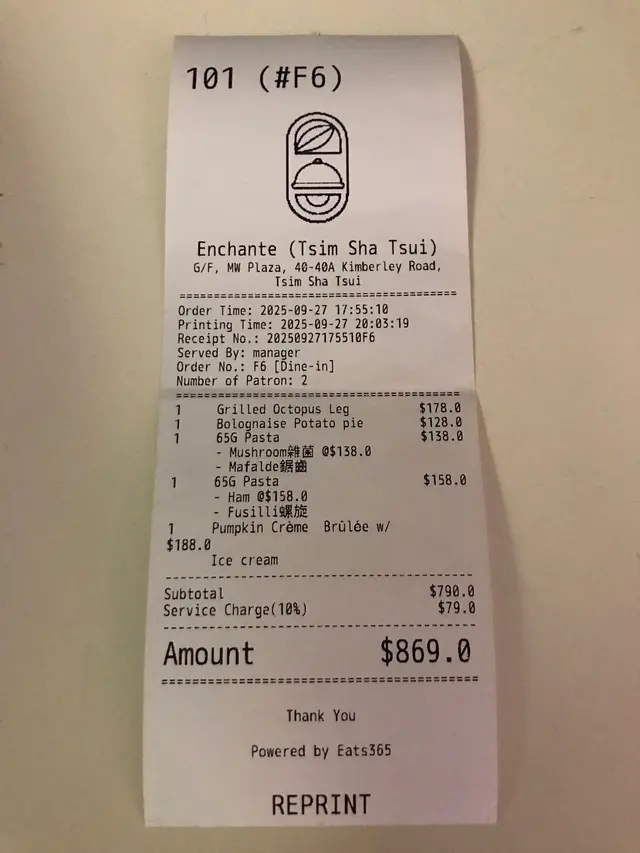 101 (#F6)
Enchante (Tsim Sha Tsui)
G/F, MW Plaza, 40-40A Kimberley Road,
Tsim Sha Tsui
Order Time: 2025-09-27 17:55:10
Printing Time: 2025-09-27 20:03:19
Receipt No.: 20250927175510F6
Served By: manager
Order No.: F6 [Dine-in]
Number of Patron: 2
1 Grilled Octopus Leg $178.0
1 Bolognaise Potato pie $128.0
1 65G Pasta $138.0
- Mushroom雜菌 @$138.0
- Mafalde鋸齒
1 65G Pasta $158.0
- Ham @$158.0
- Fusilli螺旋
1 Pumpkin Crème Brûlée w/
$188.0
Ice cream
Subtotal $790.0
Service Charge(10%) $79.0
Amount $869.0
Thank You
Powered by Eats365
REPRINT